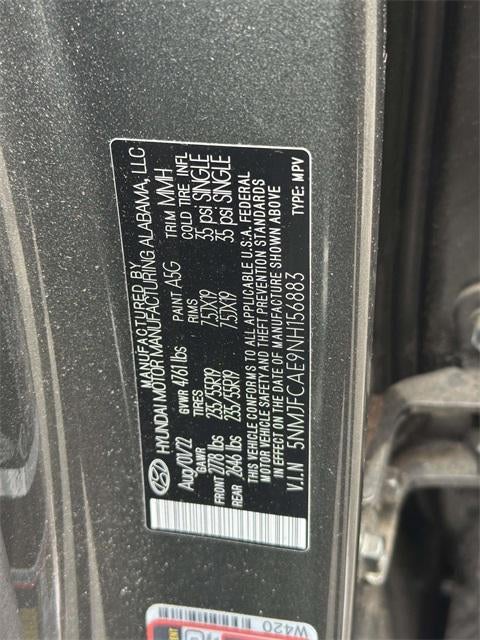 MANUFACTURED BY
HYUNDAI MOTOR MANUFACTURING ALABAMA, LLC
Aug/01/22 GVWR 4761 lbs PAINT A5G TRIM MMH
GAWR TIRES RIMS COLD TIRE INFL
FRONT 2778 lbs 235/55R19 7.5JX19 35 psi SINGLE
REAR 2646 lbs 235/55R19 7.5JX19 35 psi SINGLE
THIS VEHICLE CONFORMS TO ALL APPLICABLE U.S.A. FEDERAL
MOTOR VEHICLE SAFETY AND THEFT PREVENTION STANDARDS
IN EFFECT ON THE DATE OF MANUFACTURE SHOWN ABOVE
V.I.N 5NMJECAE9NH156883 TYPE: MPV
W420